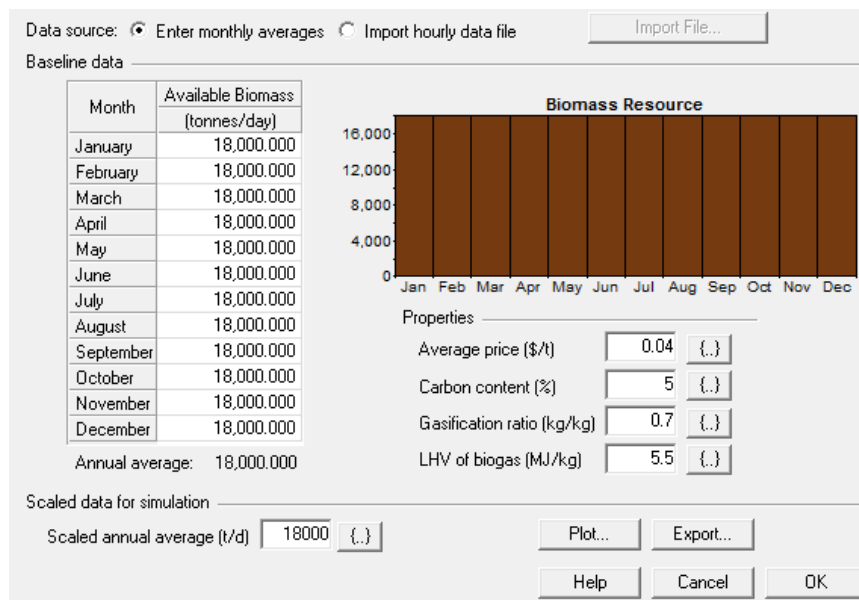 Data source: Enter monthly averages Import hourly data file Import File...
Baseline data
Month Available Biomass
(tonnes/day)
January 18,000.000
February 18,000.000
March 18,000.000
April 18,000.000
May 18,000.000
June 18,000.000
July 18,000.000
August 18,000.000
September 18,000.000
October 18,000.000
November 18,000.000
December 18,000.000
Annual average: 18,000.000
Biomass Resource
16,000
12,000
8,000
4,000
0
Jan Feb Mar Apr May Jun Jul Aug Sep Oct Nov Dec
Properties
Average price ($/t) 0.04 {..}
Carbon content (%) 5 {..}
Gasification ratio (kg/kg) 0.7 {..}
LHV of biogas (MJ/kg) 5.5 {..}
Scaled data for simulation
Scaled annual average (t/d) 18000 {..}
Plot... Export...
Help Cancel OK